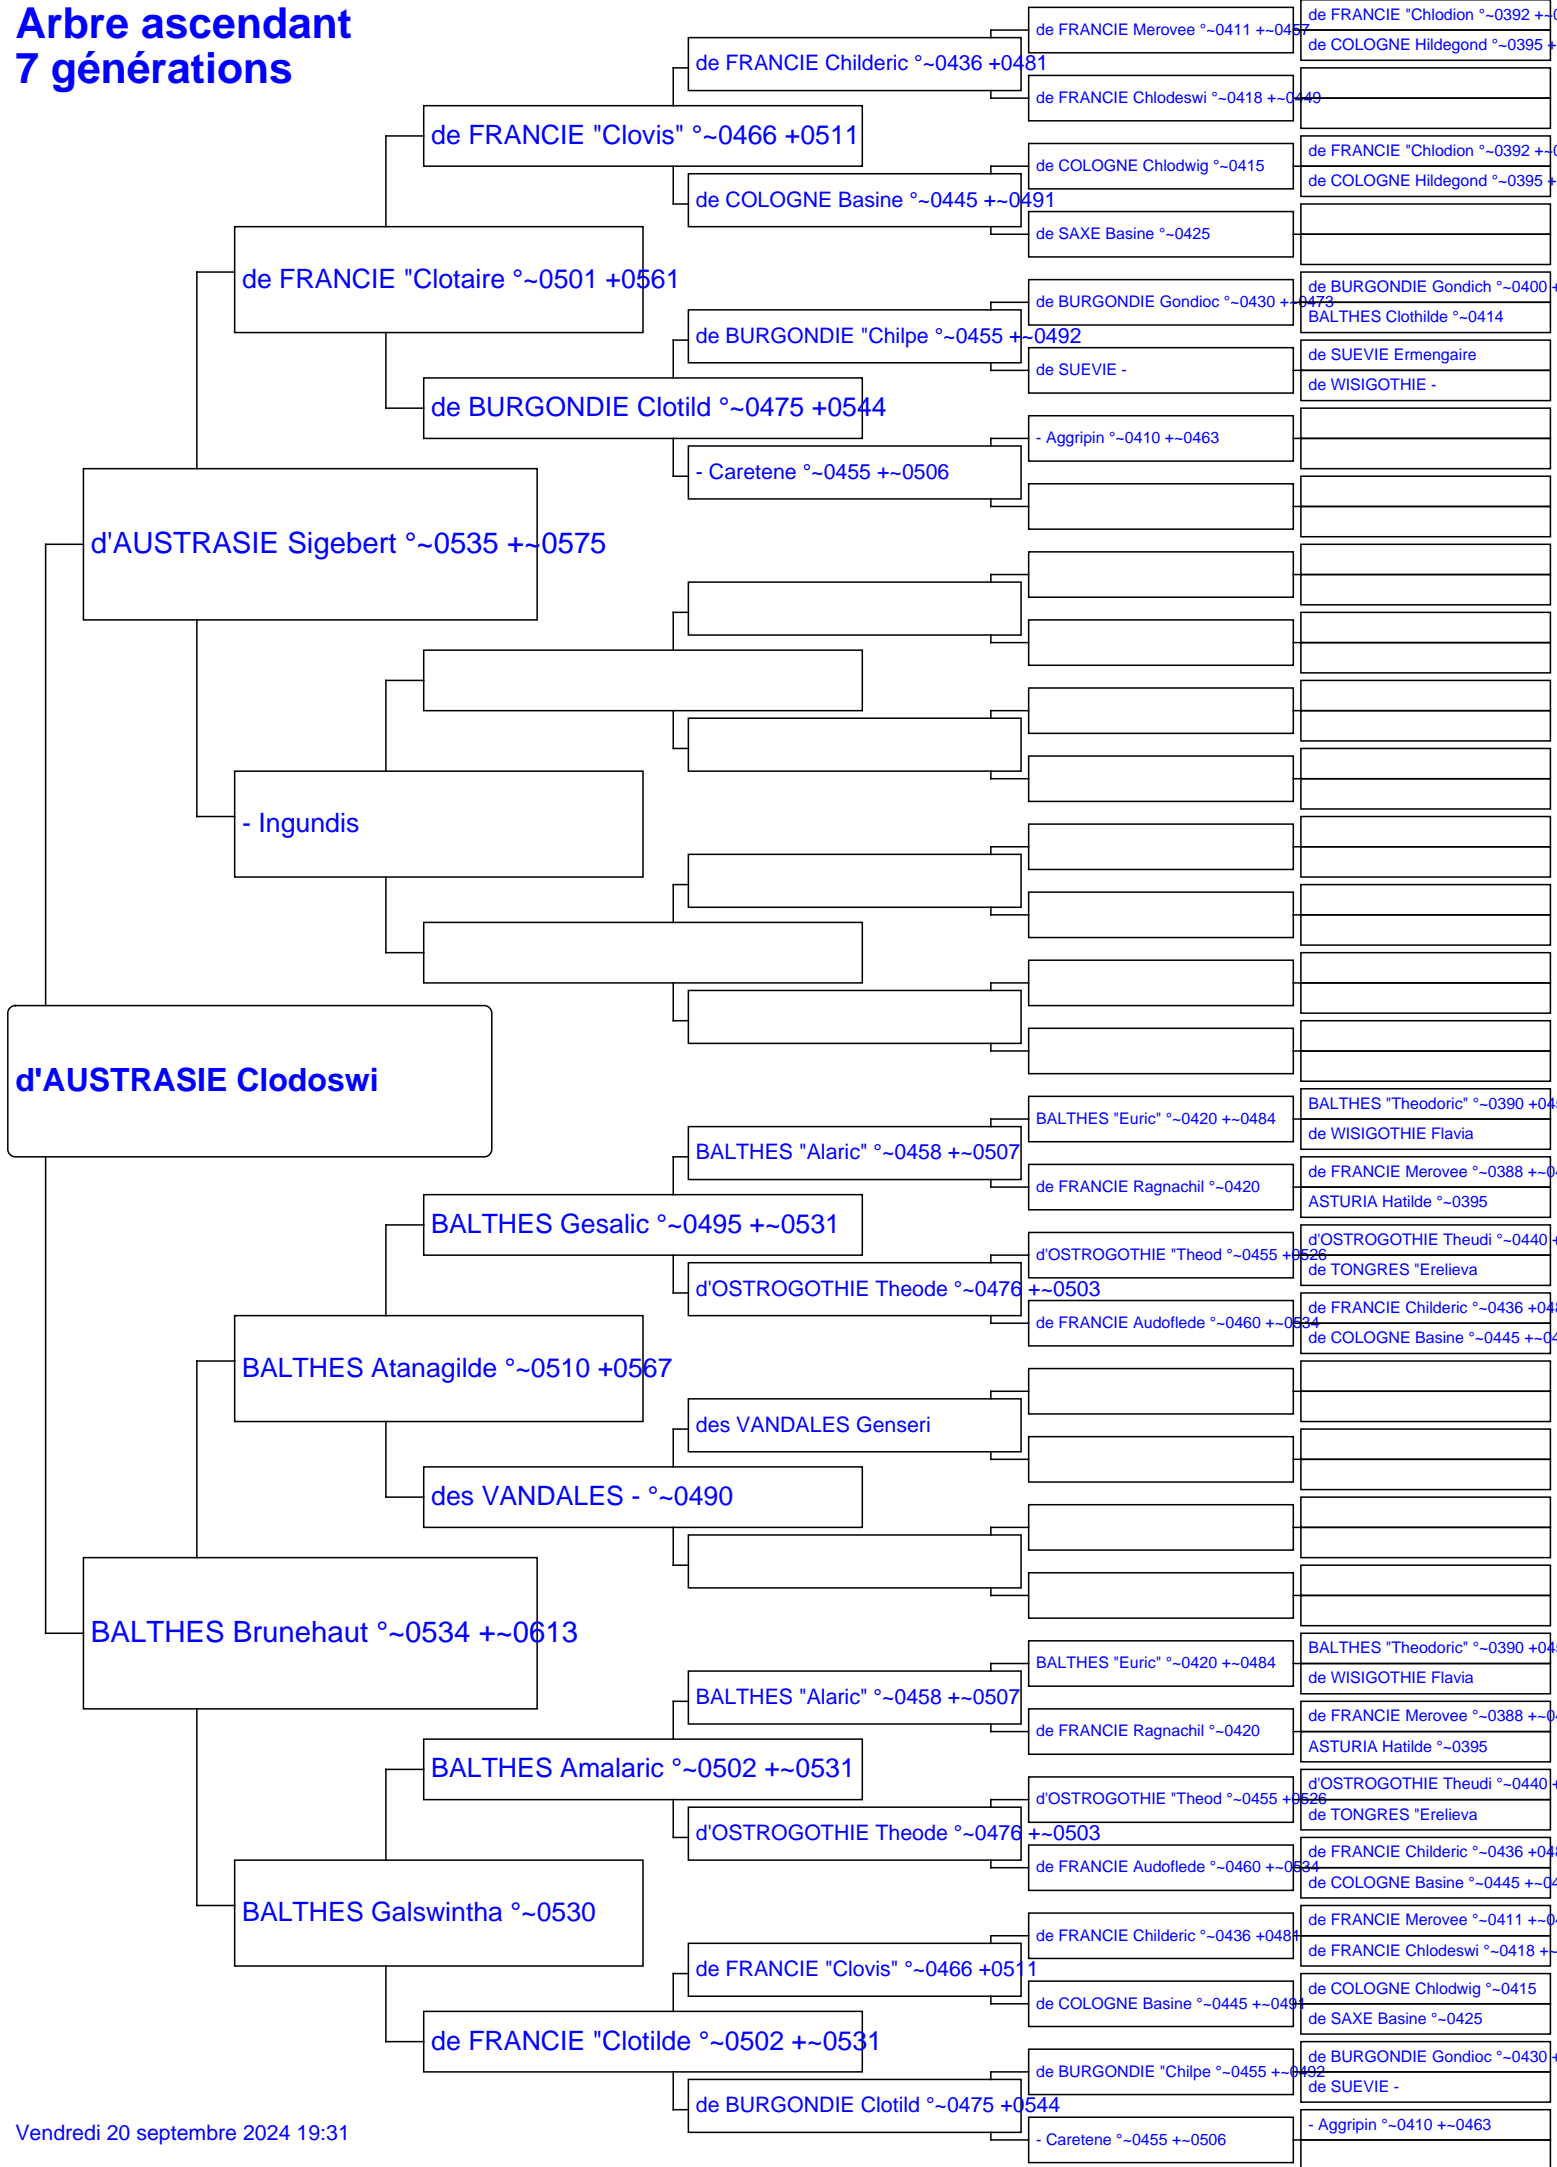 Arbre ascendant
7 générations
d'AUSTRASIE Clodoswi
d'AUSTRASIE Sigebert °~0535 +~0575
BALTHES Brunehaut °~0534 +~0613
de FRANCIE "Clotaire °~0501 +0561
- Ingundis
BALTHES Atanagilde °~0510 +0567
BALTHES Galswintha °~0530
de FRANCIE "Clovis" °~0466 +0511
de BURGONDIE Clotild °~0475 +0544
BALTHES Gesalic °~0495 +~0531
des VANDALES - °~0490
BALTHES Amalaric °~0502 +~0531
de FRANCIE "Clotilde °~0502 +~0531
de FRANCIE Childeric °~0436 +0481
de COLOGNE Basine °~0445 +~0491
de BURGONDIE "Chilpe °~0455 +~0492
- Caretene °~0455 +~0506
BALTHES "Alaric" °~0458 +~0507
d'OSTROGOTHIE Theode °~0476 +~0503
des VANDALES Genseri
BALTHES "Alaric" °~0458 +~0507
d'OSTROGOTHIE Theode °~0476 +~0503
de FRANCIE "Clovis" °~0466 +0511
de BURGONDIE Clotild °~0475 +0544
de FRANCIE Merovee °~0411 +~0457
de FRANCIE Chlodeswi °~0418 +~0449
de COLOGNE Chlodwig °~0415
de SAXE Basine °~0425
de BURGONDIE Gondioc °~0430 +~0473
de SUEVIE -
- Aggripin °~0410 +~0463
BALTHES "Euric" °~0420 +~0484
de FRANCIE Ragnachil °~0420
d'OSTROGOTHIE "Theod °~0455 +0526
de FRANCIE Audoflede °~0460 +~0534
BALTHES "Euric" °~0420 +~0484
de FRANCIE Ragnachil °~0420
d'OSTROGOTHIE "Theod °~0455 +0526
de FRANCIE Audoflede °~0460 +~0534
de FRANCIE Childeric °~0436 +0481
de COLOGNE Basine °~0445 +~0491
de BURGONDIE "Chilpe °~0455 +~0492
- Caretene °~0455 +~0506
de FRANCIE "Chlodion °~0392 +~0
de COLOGNE Hildegond °~0395 +
de FRANCIE "Chlodion °~0392 +~0
de COLOGNE Hildegond °~0395 +
de BURGONDIE Gondich °~0400 +
BALTHES Clothilde °~0414
de SUEVIE Ermengaire
de WISIGOTHIE -
BALTHES "Theodoric" °~0390 +045
de WISIGOTHIE Flavia
de FRANCIE Merovee °~0388 +~04
ASTURIA Hatilde °~0395
d'OSTROGOTHIE Theudi °~0440 +
de TONGRES "Erelieva
de FRANCIE Childeric °~0436 +048
de COLOGNE Basine °~0445 +~04
BALTHES "Theodoric" °~0390 +045
de WISIGOTHIE Flavia
de FRANCIE Merovee °~0388 +~04
ASTURIA Hatilde °~0395
d'OSTROGOTHIE Theudi °~0440 +
de TONGRES "Erelieva
de FRANCIE Childeric °~0436 +048
de COLOGNE Basine °~0445 +~04
de FRANCIE Merovee °~0411 +~04
de FRANCIE Chlodeswi °~0418 +~
de COLOGNE Chlodwig °~0415
de SAXE Basine °~0425
de BURGONDIE Gondioc °~0430 +
de SUEVIE -
- Aggripin °~0410 +~0463
Vendredi 20 septembre 2024 19:31